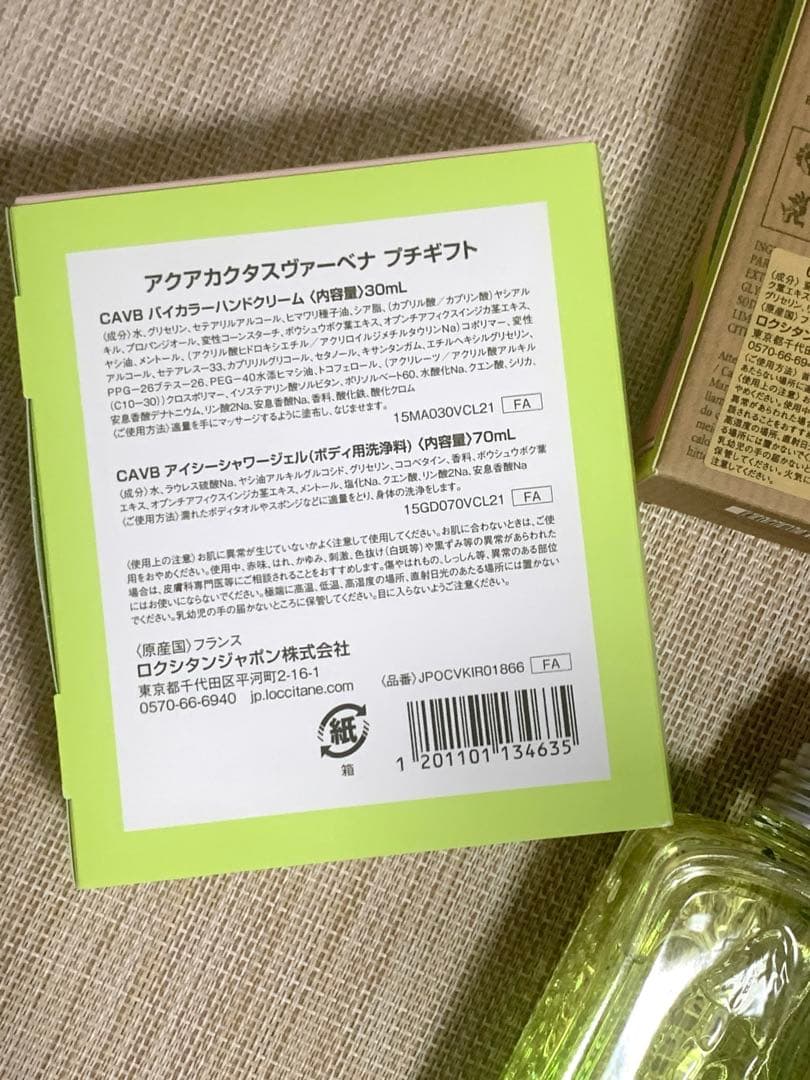 アクアカクタスヴァーベナ プチギフト
CAVB バイカラーハンドクリーム〈内容量〉30mL
〈成分〉水、グリセリン、セテアリルアルコール、ヒマワリ種子油、シア脂、(カプリル酸/カプリン酸)ヤシアル
キル、プロパンジオール、変性コーンスターチ、ボウシュウボク葉エキス、オプンチアフィクスインジカ茎エキス、
ヤシ油、メントール、(アクリル酸ヒドロキシエチル/アクリロイルジメチルタウリンNa)コポリマー、変性
アルコール、セテアレス-33、カプリリルグリコール、セタノール、キサンタンガム、エチルヘキシルグリセリン、
PPG-26ブテス-26、PEG-40水添ヒマシ油、トコフェロール、(アクリレーツ/アクリル酸アルキル
(C10-30))クロスポリマー、イソステアリン酸ソルビタン、ポリソルベート60、水酸化Na、クエン酸、シリカ、
安息香酸デナトニウム、リン酸2Na、安息香酸Na、香料、酸化鉄、酸化クロム
〈ご使用方法〉適量を手にマッサージするように塗布し、なじませます。
15MA030VCL21 FA
CAVB アイシーシャワージェル(ボディ用洗浄料)〈内容量〉70mL
〈成分〉水、ラウレス硫酸Na、ヤシ油アルキルグルコシド、グリセリン、ココベタイン、香料、ボウシュウボク葉
エキス、オプンチアフィクスインジカ茎エキス、メントール、塩化Na、クエン酸、リン酸2Na、安息香酸Na
〈ご使用方法〉濡れたボディタオルやスポンジなどに適量をとり、身体の洗浄をします。
15GD070VCL21 FA
〈使用上の注意〉お肌に異常が生じていないかよく注意して使用してください。お肌に合わないときは、ご使
用をおやめください。使用中、赤味、はれ、かゆみ、刺激、色抜け(白斑等)や黒ずみ等の異常があらわれた
場合は、皮膚科専門医等にご相談されることをおすすめします。傷やはれもの、しっしん等、異常のある部位
にはお使いにならないでください。極端に高温、低温、高湿度の場所、直射日光のあたる場所には置かない
でください。乳幼児の手の届かないところに保管してください。目に入らないようご注意ください。
〈原産国〉フランス
ロクシタンジャポン株式会社
東京都千代田区平河町2-16-1
0570-66-6940 jp.loccitane.com
〈品番〉JPOCVKIR01866 FA
紙
箱
1 201101 134635
〈成分〉
ク葉エキ
グリセリン
〈原産国〉フ
ロクシタン
東京都千代
0570-66-6
〈ご使用方法〉